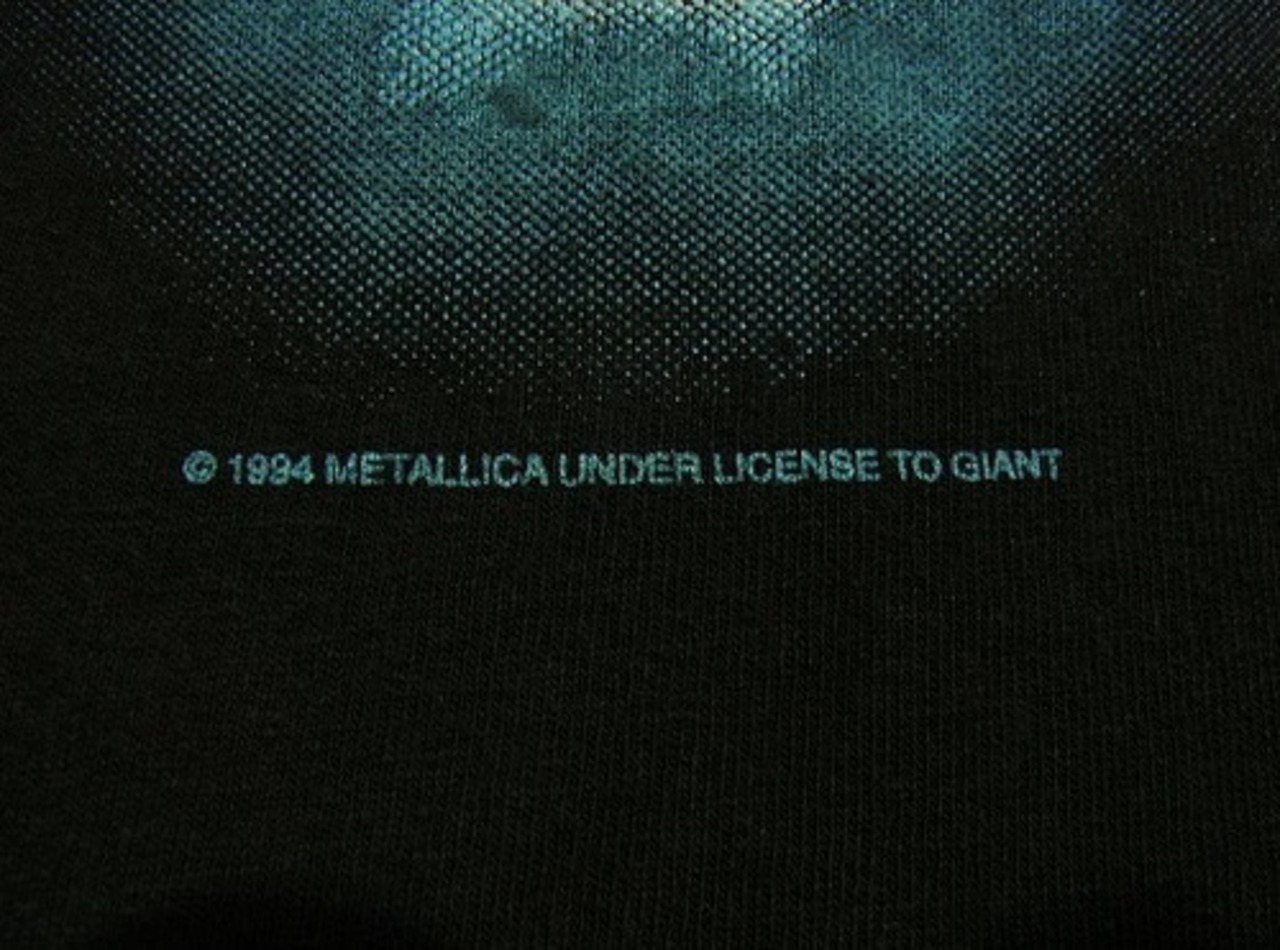 © 1994 METALLICA UNDER LICENSE TO GIANT